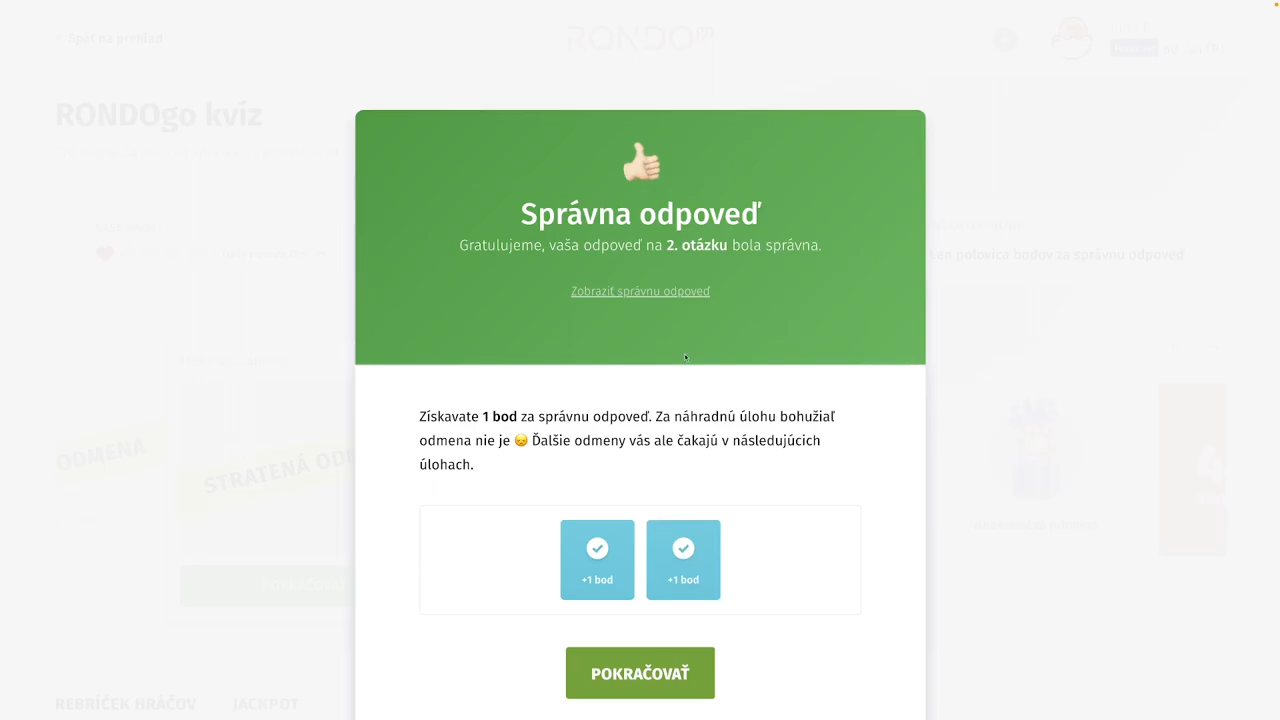 Späť na prehľad
RONDO
RONDOgo kvíz
Správna odpoveď
Gratulujeme, vaša odpoveď na 2. otázku bola správna.
Zobraziť správnu odpoveď
Len polovica bodov za správnu odpoveď
Získavate 1 bod za správnu odpoveď. Za náhradnú úlohu bohužiaľ
odmena nie je 😞 Ďalšie odmeny vás ale čakajú v následujúcich
úlohach.
ODMENA
STRATENÁ OD
+1 bod
+1 bod
POKRAČOVAŤ
REBRÍČEK HRÁČOV
JACKPOT